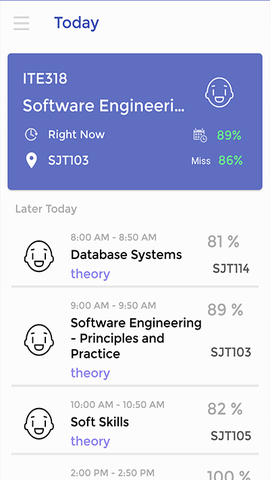 Today
ITE318
Software Engineeri...
Right Now
89%
SJT103
Miss 86%
Later Today
8:00 AM - 8:50 AM
81 %
Database Systems
SJT114
theory
9:00 AM - 9:50 AM
89 %
Software Engineering
- Principles and
Practice
SJT103
theory
10:00 AM - 10:50 AM
82 %
Soft Skills
SJT105
theory
2:00 PM - 2:50 PM
100 %